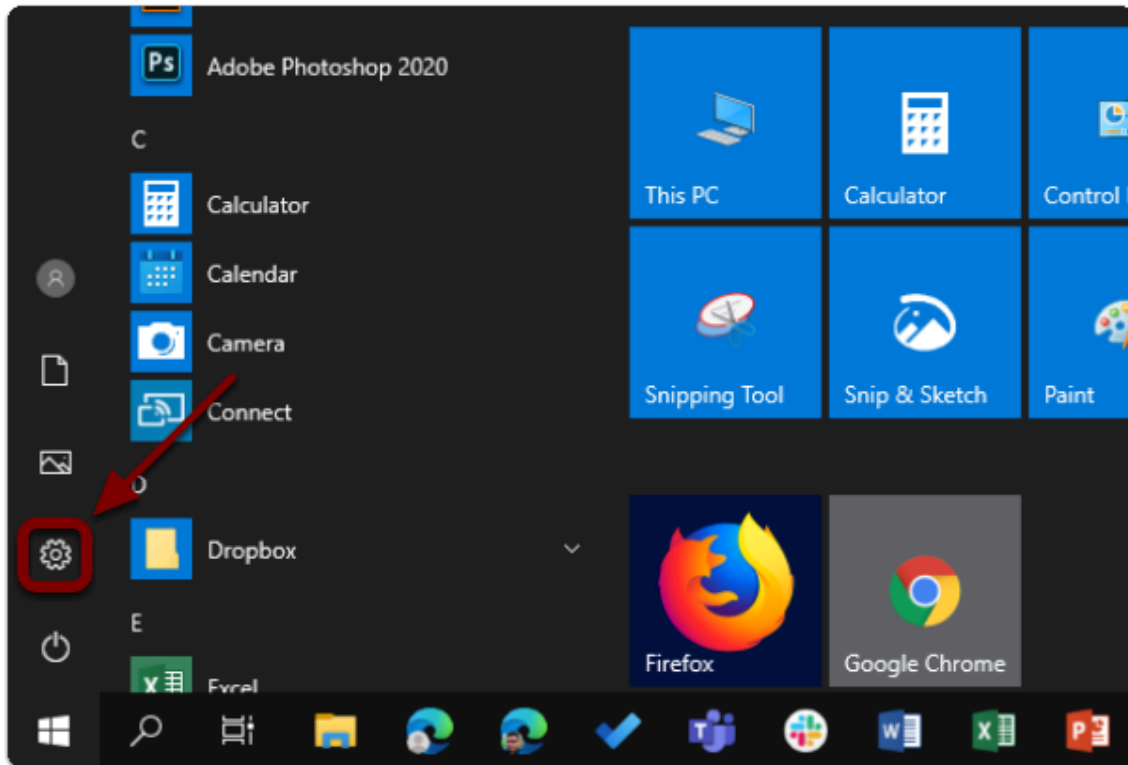 Ps
Adobe Photoshop 2020
C
Calculator
Calendar
Camera
Connect
D
Dropbox
E
Excel
This PC
Calculator
Control
Snipping Tool
Snip & Sketch
Paint
Firefox
Google Chrome